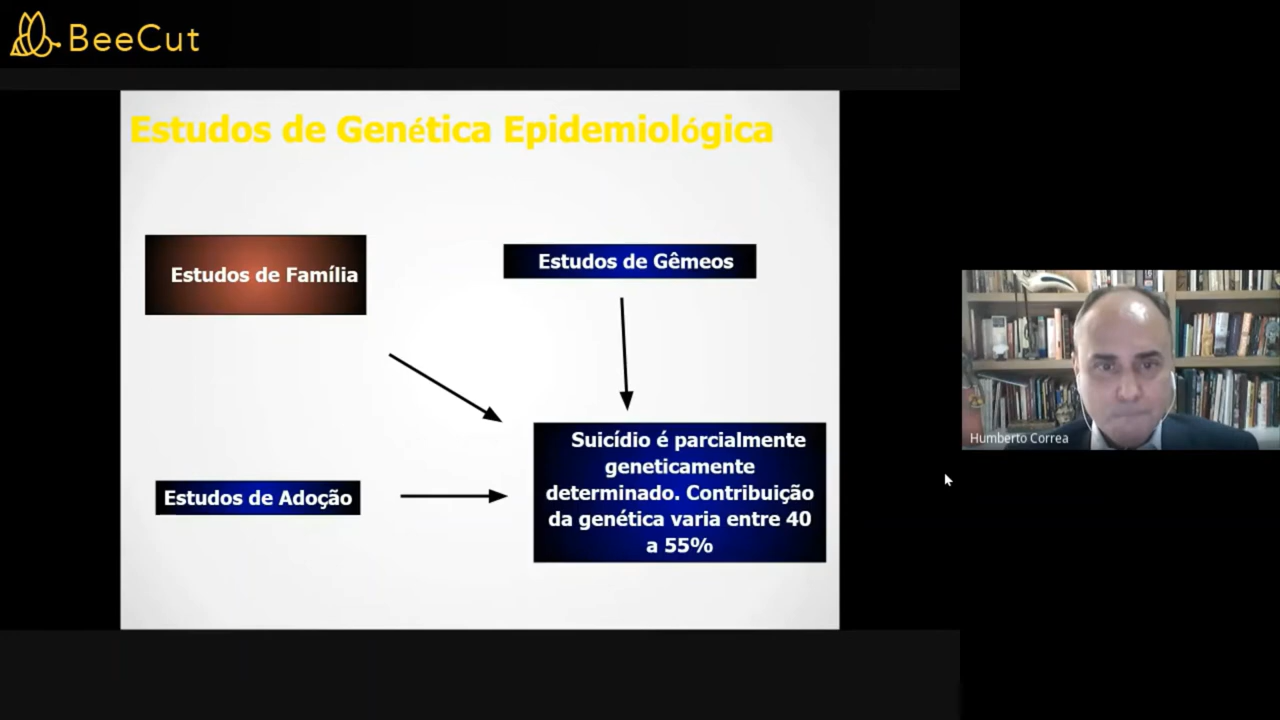 BeeCut
Estudos de Genética Epidemiológica
Estudos de Família
Estudos de Gêmeos
Estudos de Adoção
Suicídio é parcialmente
geneticamente
determinado. Contribuição
da genética varia entre 40
a 55%
Humberto Correa